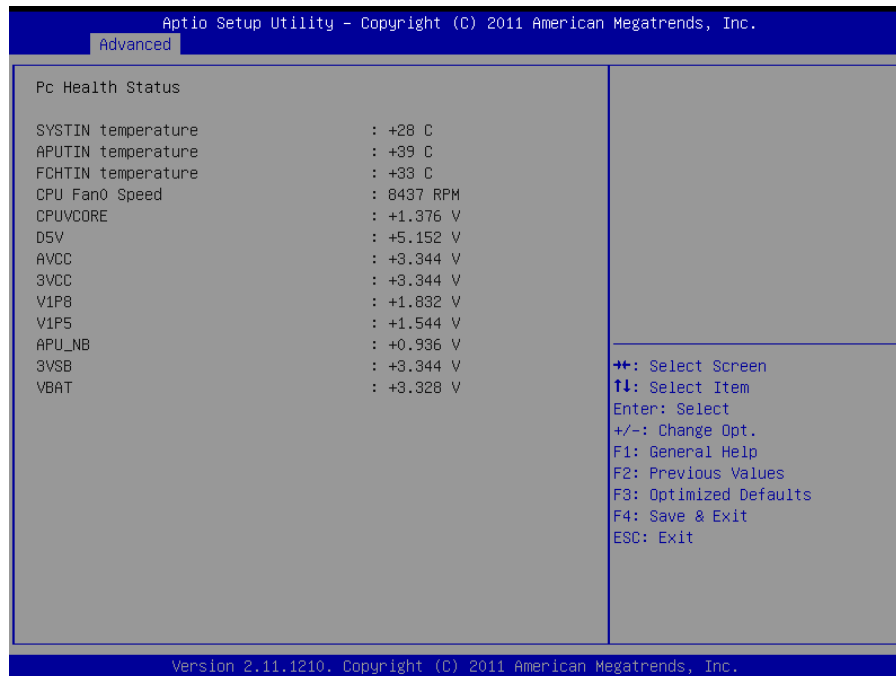 Aptio Setup Utility – Copyright (C) 2011 American Megatrends, Inc.
Advanced
Pc Health Status
SYSTIN temperature : +28 C
APUTIN temperature : +39 C
FCHTIN temperature : +33 C
CPU Fan0 Speed : 8437 RPM
CPUVCORE : +1.376 V
D5V : +5.152 V
AVCC : +3.344 V
3VCC : +3.344 V
V1P8 : +1.832 V
V1P5 : +1.544 V
APU_NB : +0.936 V
3VSB : +3.344 V
VBAT : +3.328 V
→←: Select Screen
↑↓: Select Item
Enter: Select
+/-: Change Opt.
F1: General Help
F2: Previous Values
F3: Optimized Defaults
F4: Save & Exit
ESC: Exit
Version 2.11.1210. Copyright (C) 2011 American Megatrends, Inc.